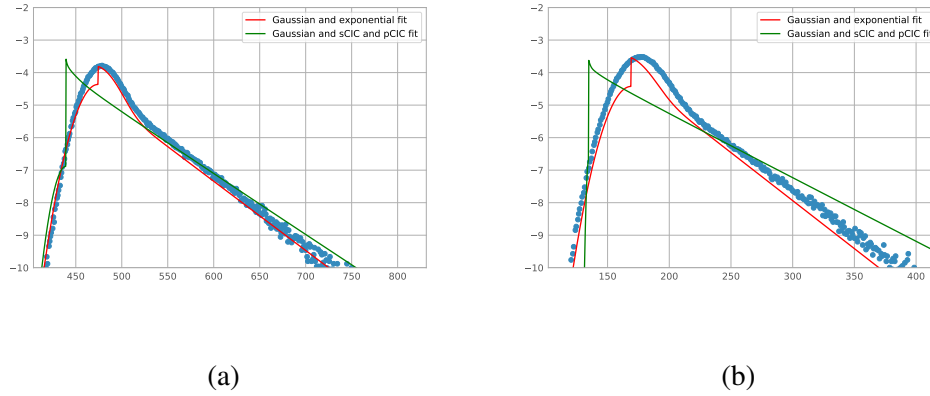 −2
−3
−4
−5
−6
−7
−8
−9
−10
450 500 550 600 650 700 750 800
Gaussian and exponential fit
Gaussian and sCIC and pCIC fit
(a)
−2
−3
−4
−5
−6
−7
−8
−9
−10
150 200 250 300 350 400
Gaussian and exponential fit
Gaussian and sCIC and pCIC fit
(b)